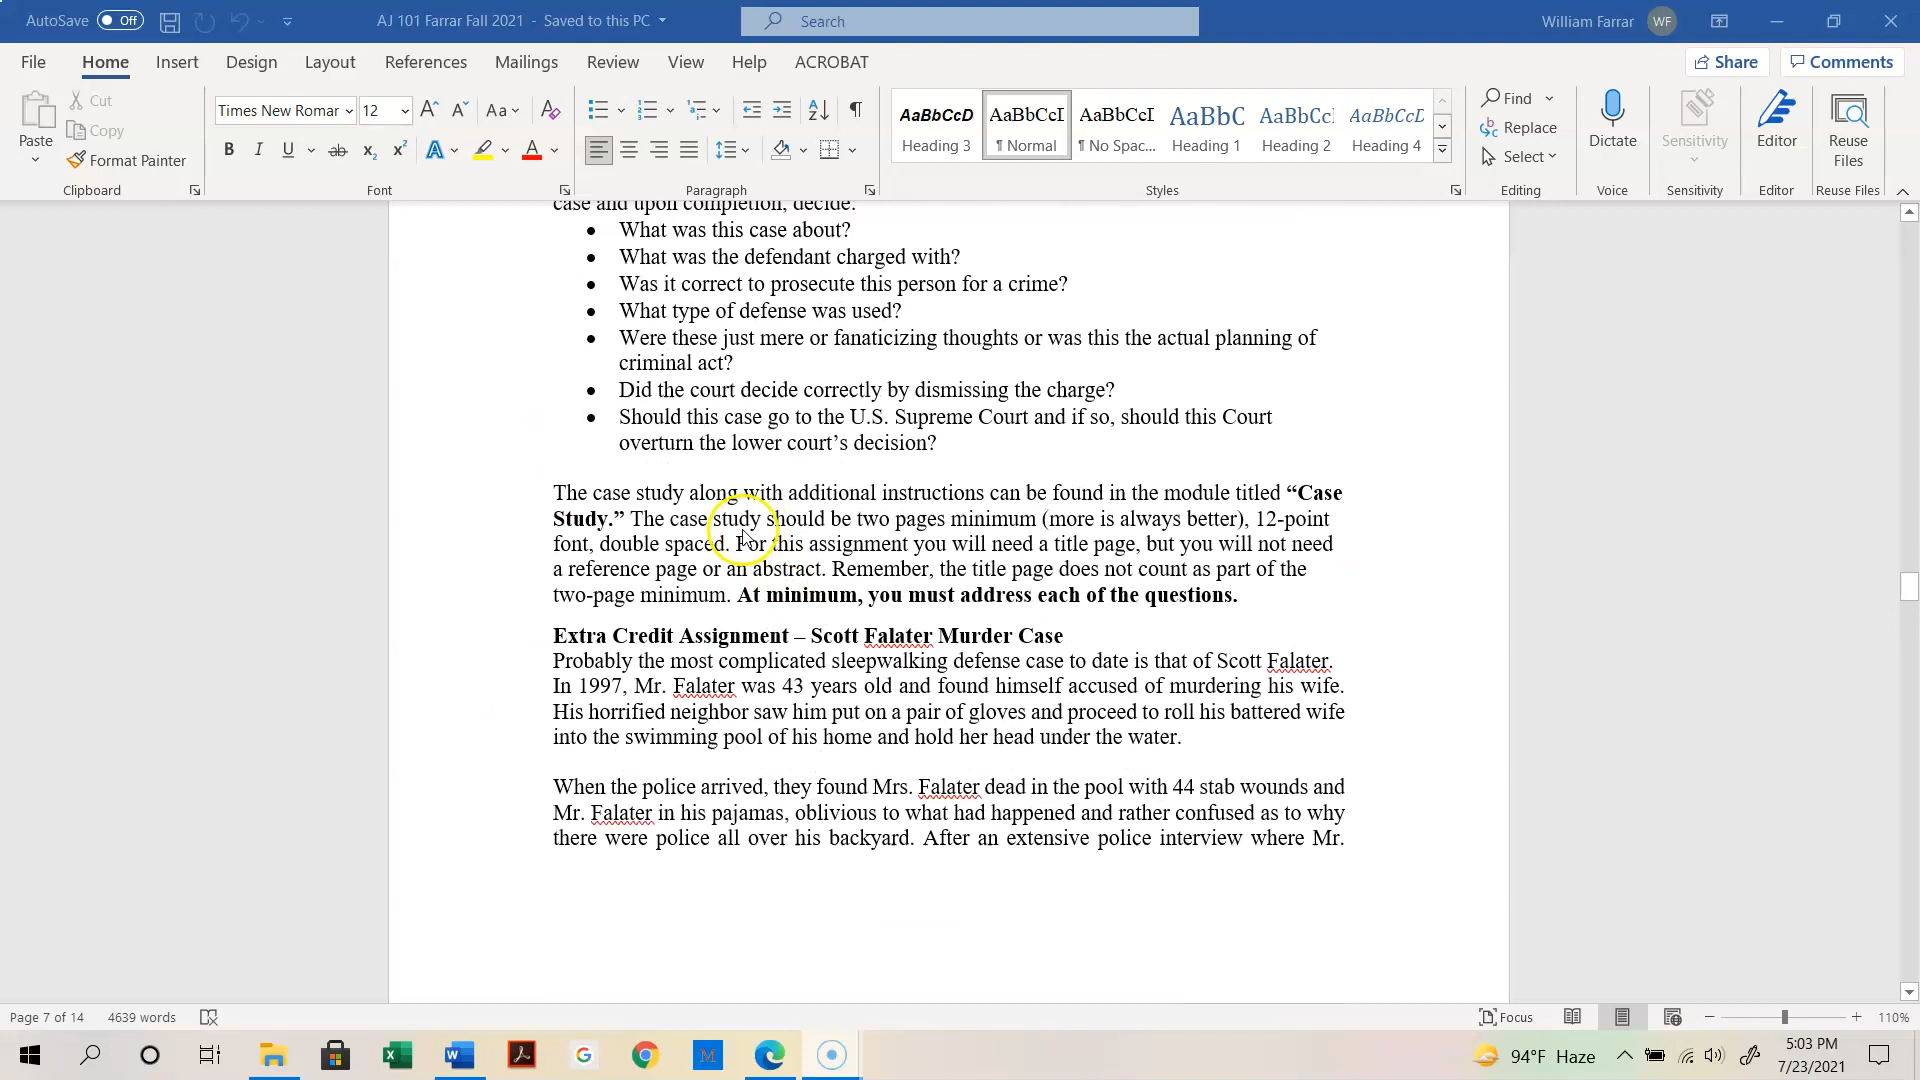 AutoSave Off AJ 101 Farrar Fall 2021 - Saved to this PC Search William Farrar WF
File Home Insert Design Layout References Mailings Review View Help ACROBAT Share Comments
Paste Cut Copy Format Painter Clipboard
Times New Romar 12 Font
Paragraph
AaBbCcD AaBbCcI AaBbCcI AaBbC AaBbCcI AaBbCcD
Heading 3 ¶ Normal ¶ No Spac... Heading 1 Heading 2 Heading 4
Styles
Find Replace Select Editing
Dictate Voice
Sensitivity Sensitivity
Editor Editor
Reuse Files Reuse Files
case and upon completion, decide:
• What was this case about?
• What was the defendant charged with?
• Was it correct to prosecute this person for a crime?
• What type of defense was used?
• Were these just mere or fanaticizing thoughts or was this the actual planning of
criminal act?
• Did the court decide correctly by dismissing the charge?
• Should this case go to the U.S. Supreme Court and if so, should this Court
overturn the lower court's decision?
The case study along with additional instructions can be found in the module titled “Case
Study.” The case study should be two pages minimum (more is always better), 12-point
font, double spaced. For this assignment you will need a title page, but you will not need
a reference page or an abstract. Remember, the title page does not count as part of the
two-page minimum. At minimum, you must address each of the questions.
Extra Credit Assignment – Scott Falater Murder Case
Probably the most complicated sleepwalking defense case to date is that of Scott Falater.
In 1997, Mr. Falater was 43 years old and found himself accused of murdering his wife.
His horrified neighbor saw him put on a pair of gloves and proceed to roll his battered wife
into the swimming pool of his home and hold her head under the water.
When the police arrived, they found Mrs. Falater dead in the pool with 44 stab wounds and
Mr. Falater in his pajamas, oblivious to what had happened and rather confused as to why
there were police all over his backyard. After an extensive police interview where Mr.
Page 7 of 14 4639 words Focus 110%
94°F Haze 5:03 PM
7/23/2021